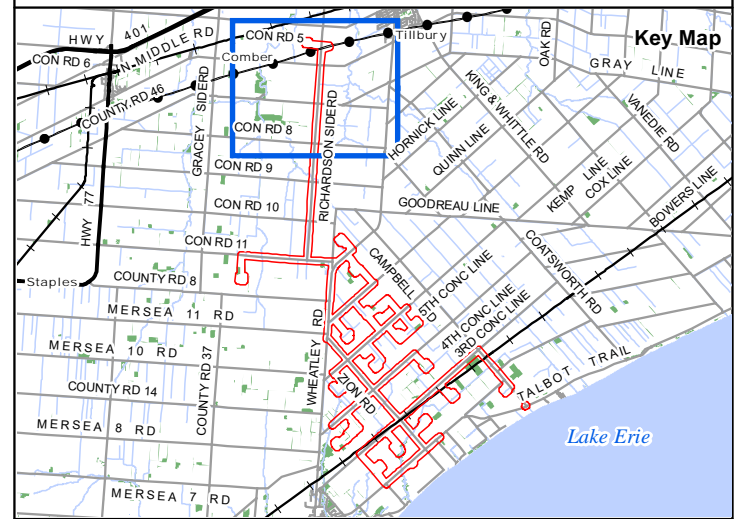 HWY 401
CON RD 5
Tillbury
OAK RD
Key Map
N MIDDLE RD
CON RD 6
Comber
GRAY LINE
COUNTY RD 46
GRACEY SIDERD
KING & WHITTLE RD
VANEDIE RD
HORNICK LINE
CON RD 8
QUINN LINE
RICHARDSON SIDERD
KEMP LINE
COX LINE
BOWERS LINE
CON RD 9
HWY 77
CON RD 10
GOODREAU LINE
CON RD 11
CAMPBELL RD
COATSWORTH RD
Staples
COUNTY RD 8
5TH CONC LINE
MERSEA 11 RD
4TH CONC LINE
3RD CONC LINE
WHEATLEY RD
MERSEA 10 RD
COUNTY RD 37
TALBOT TRAIL
COUNTY RD 14
ZION RD
MERSEA 8 RD
Lake Erie
MERSEA 7 RD